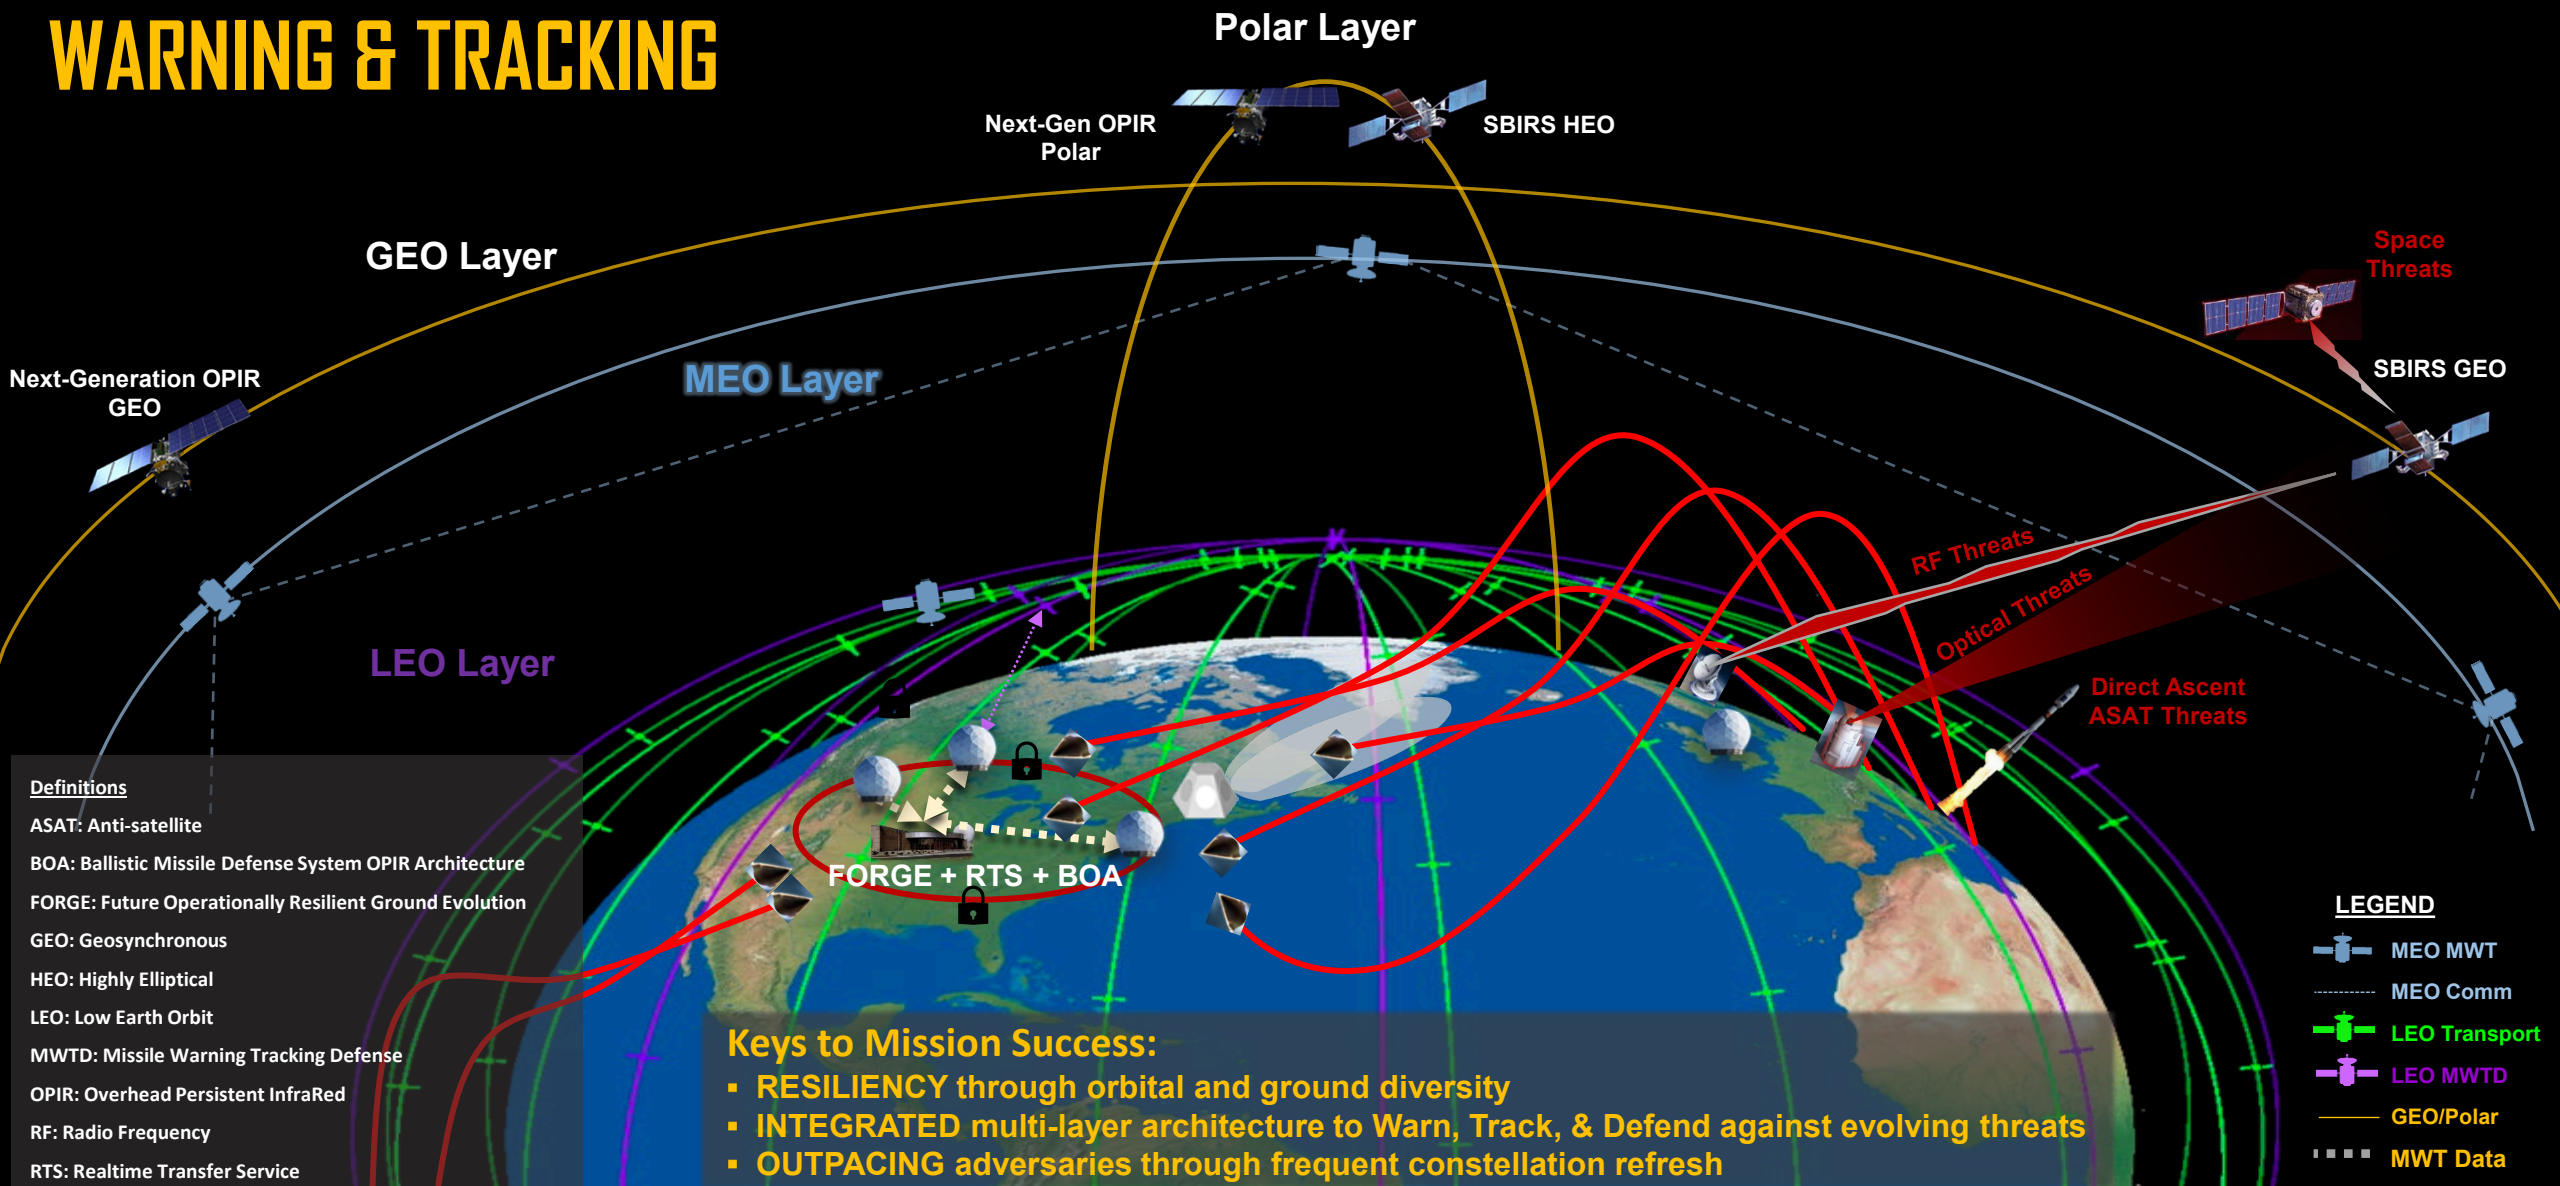 WARNING & TRACKING
Polar Layer
Next-Gen OPIR
Polar
SBIRS HEO
GEO Layer
Space
Threats
MEO Layer
Next-Generation OPIR
GEO
SBIRS GEO
RF Threats
Optical Threats
LEO Layer
Direct Ascent
ASAT Threats
FORGE + RTS + BOA
Definitions
ASAT: Anti-satellite
BOA: Ballistic Missile Defense System OPIR Architecture
FORGE: Future Operationally Resilient Ground Evolution
GEO: Geosynchronous
HEO: Highly Elliptical
LEO: Low Earth Orbit
MWTD: Missile Warning Tracking Defense
OPIR: Overhead Persistent InfraRed
RF: Radio Frequency
RTS: Realtime Transfer Service
Keys to Mission Success:
▪ RESILIENCY through orbital and ground diversity
▪ INTEGRATED multi-layer architecture to Warn, Track, & Defend against evolving threats
▪ OUTPACING adversaries through frequent constellation refresh
LEGEND
MEO MWT
MEO Comm
LEO Transport
LEO MWTD
GEO/Polar
MWT Data